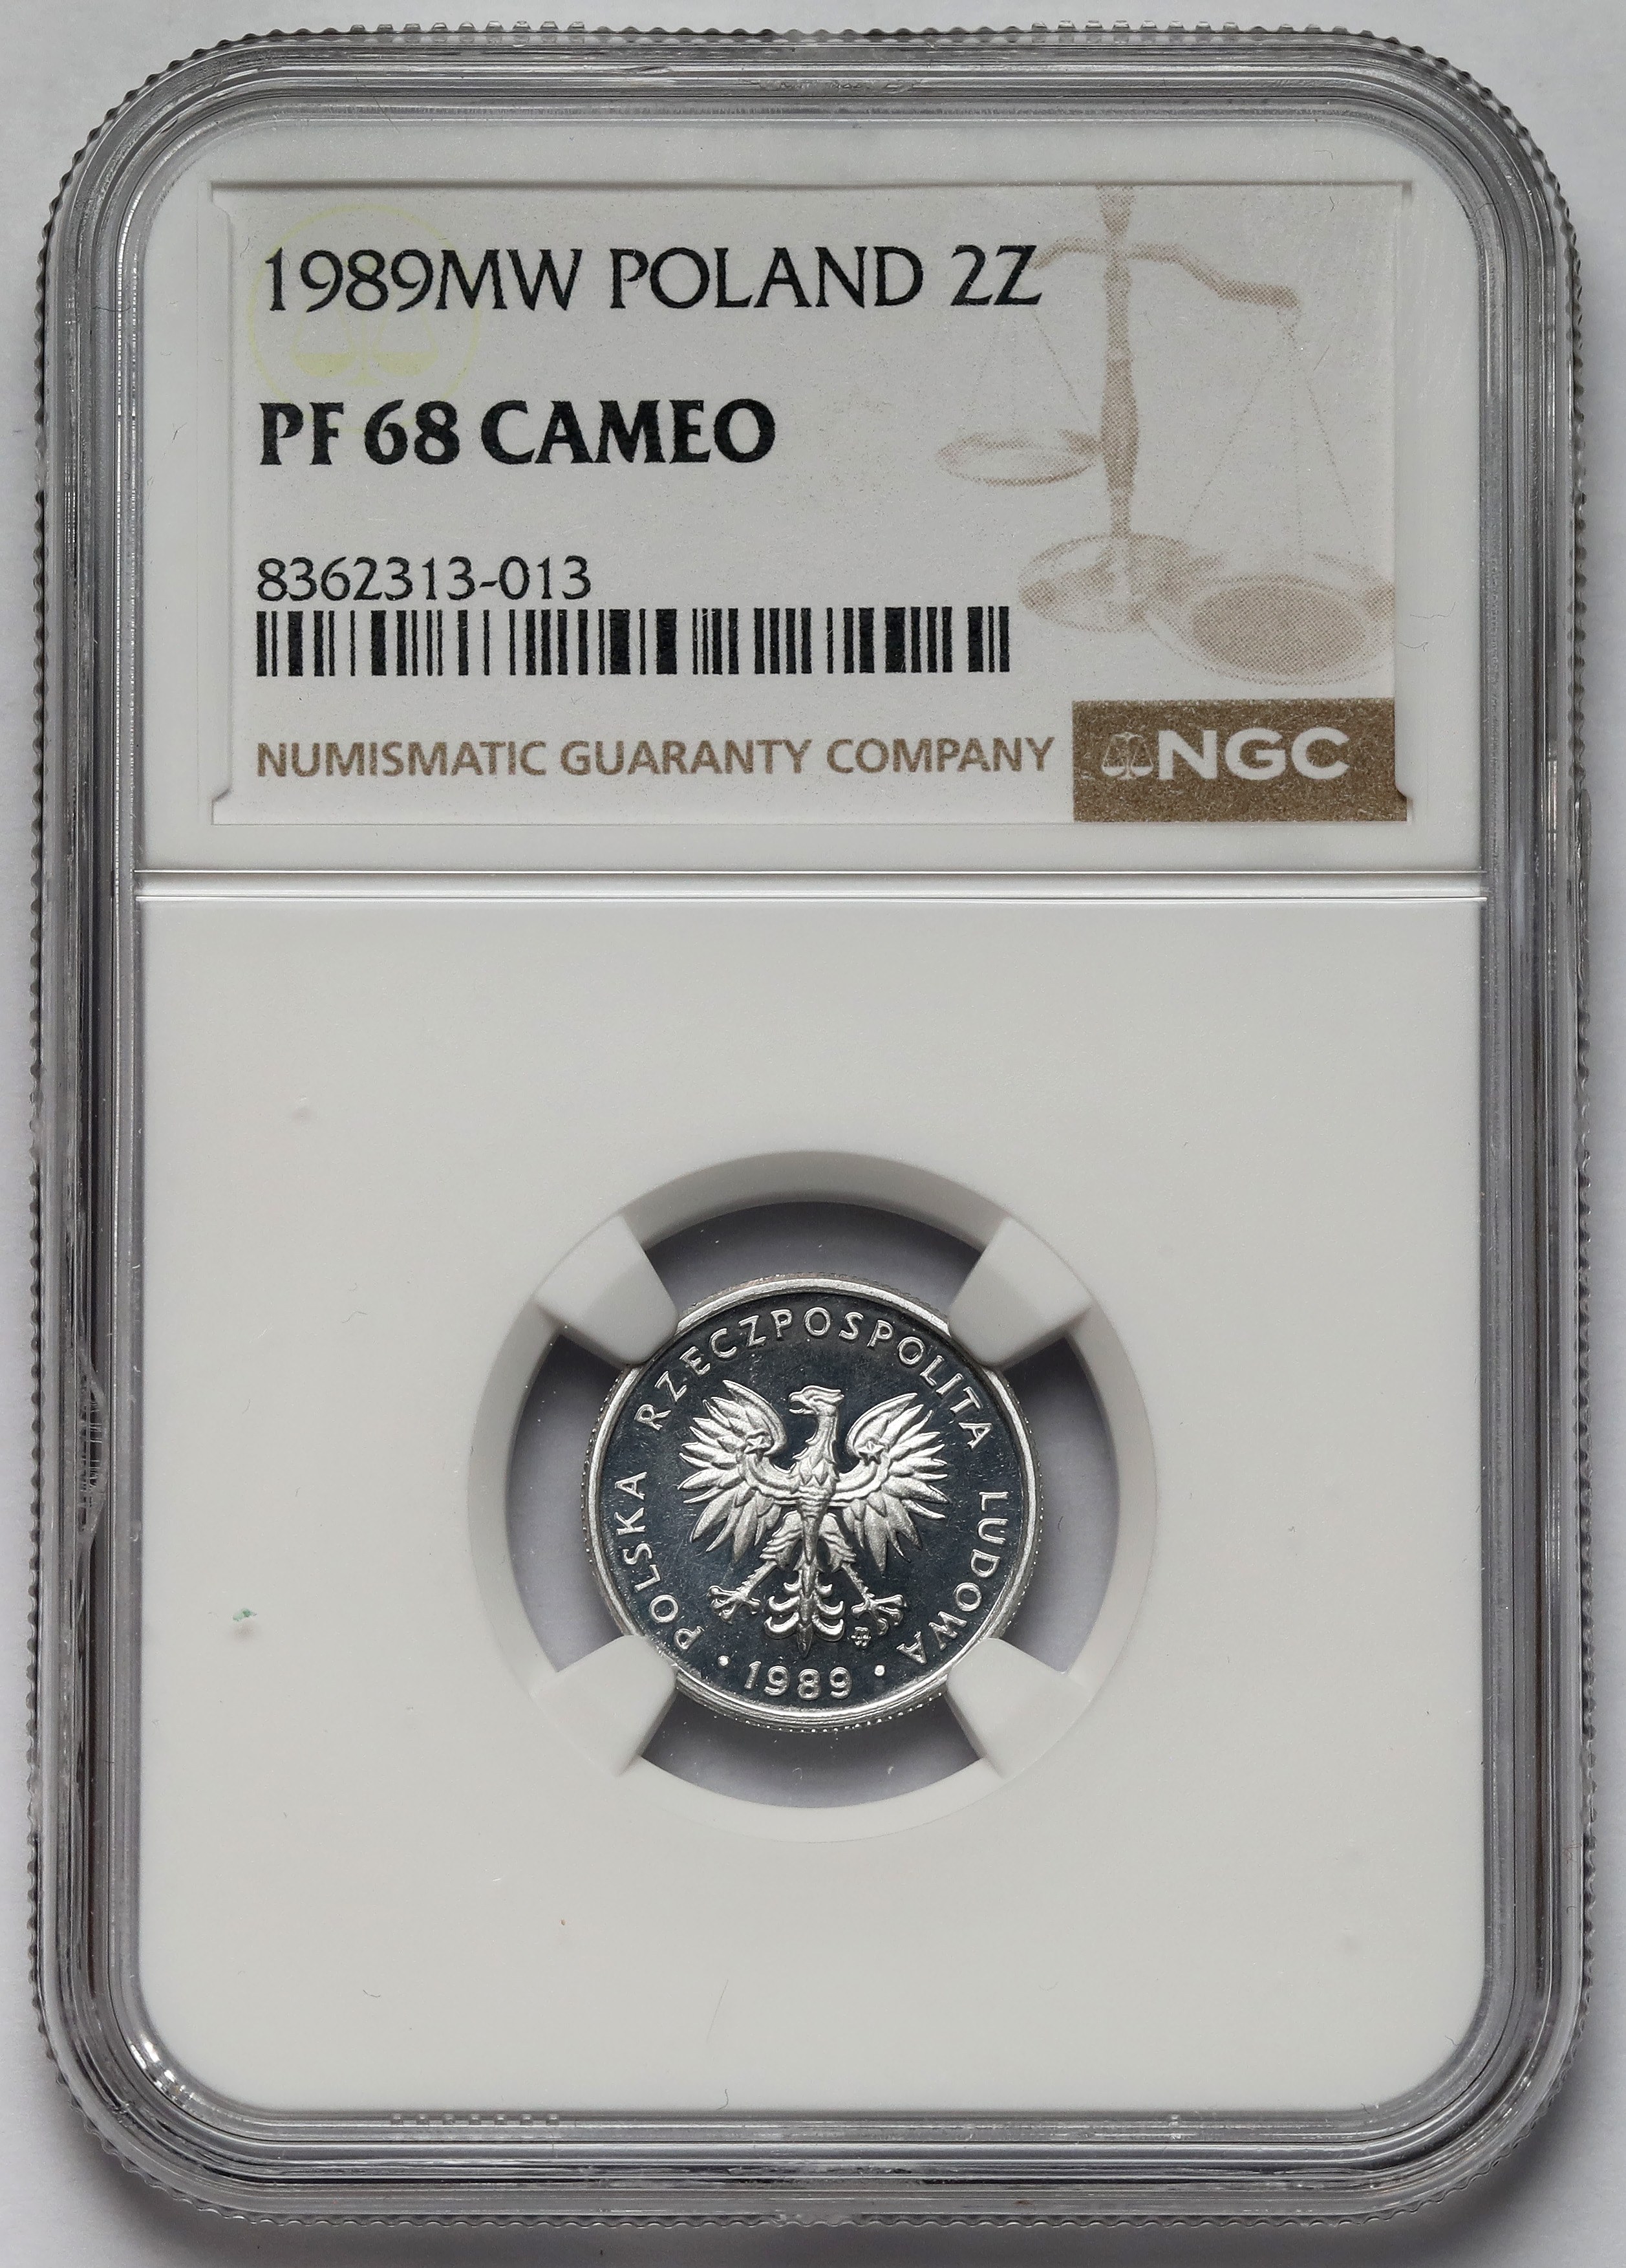 1989MW POLAND 2Z
PF 68 CAMEO
8362313-013
NUMISMATIC GUARANTY COMPANY
NGC
POLSKA RZECZPOSPOLITA LUDOWA
• 1989 •